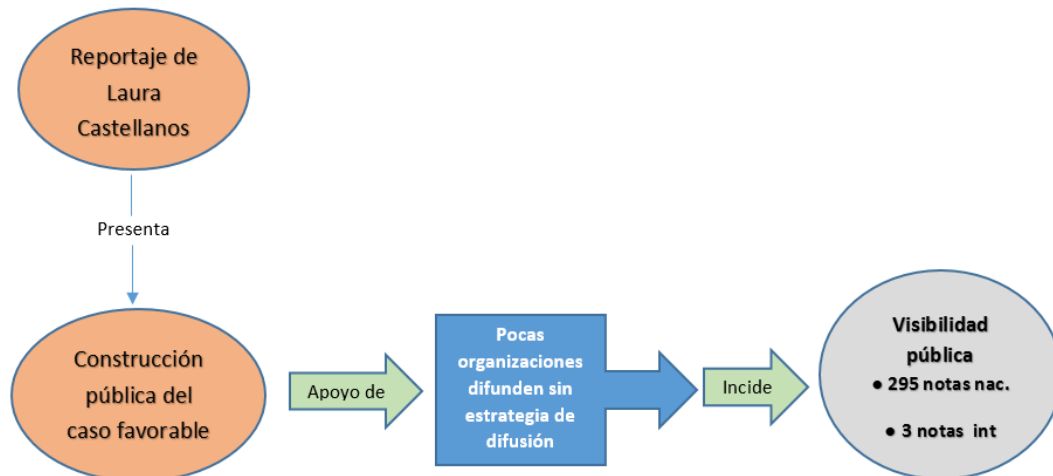 Reportaje de
Laura
Castellanos
Presenta
Construcción
pública del
caso favorable
Apoyo de
Pocas
organizaciones
difunden sin
estrategia de
difusión
Incide
Visibilidad
pública
● 295 notas nac.
● 3 notas int